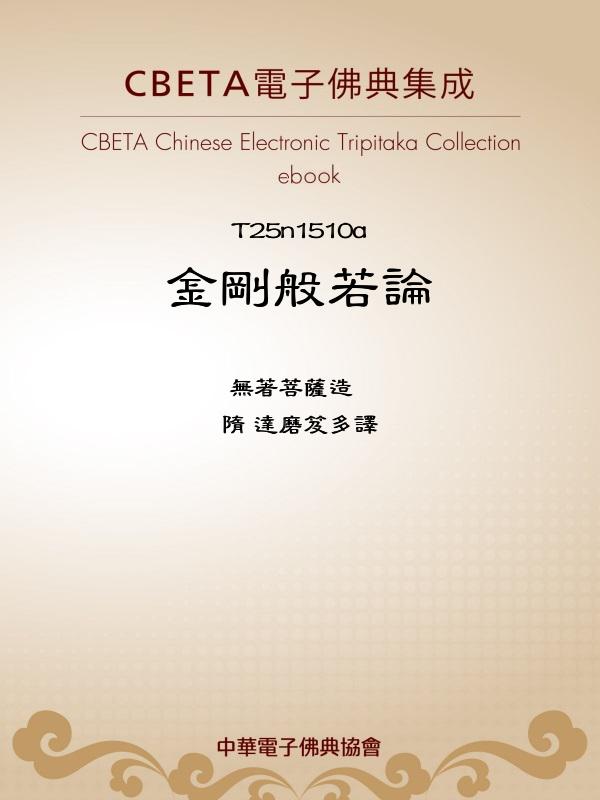 CBETA電子佛典集成
CBETA Chinese Electronic Tripitaka Collection
ebook
T25n1510a
金剛般若論
無著菩薩造
隋 達磨笈多譯
中華電子佛典協會